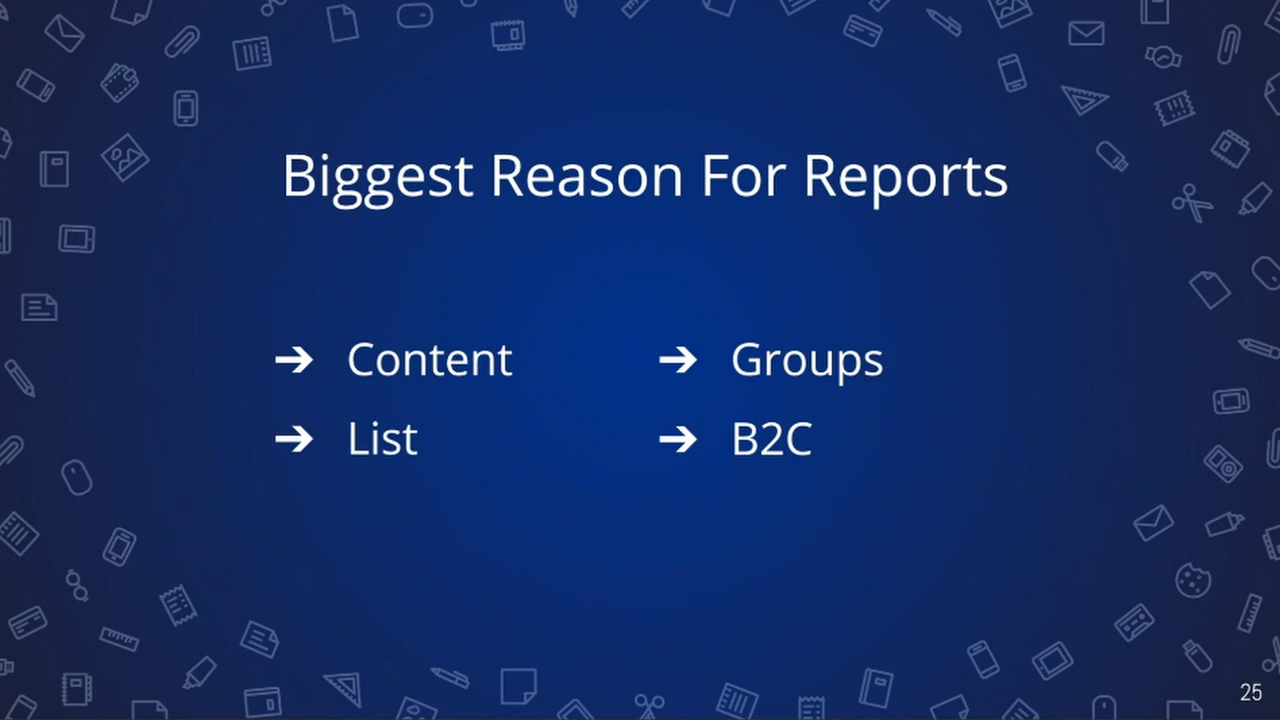 Biggest Reason For Reports
➔ Content
➔ List
➔ Groups
➔ B2C
25